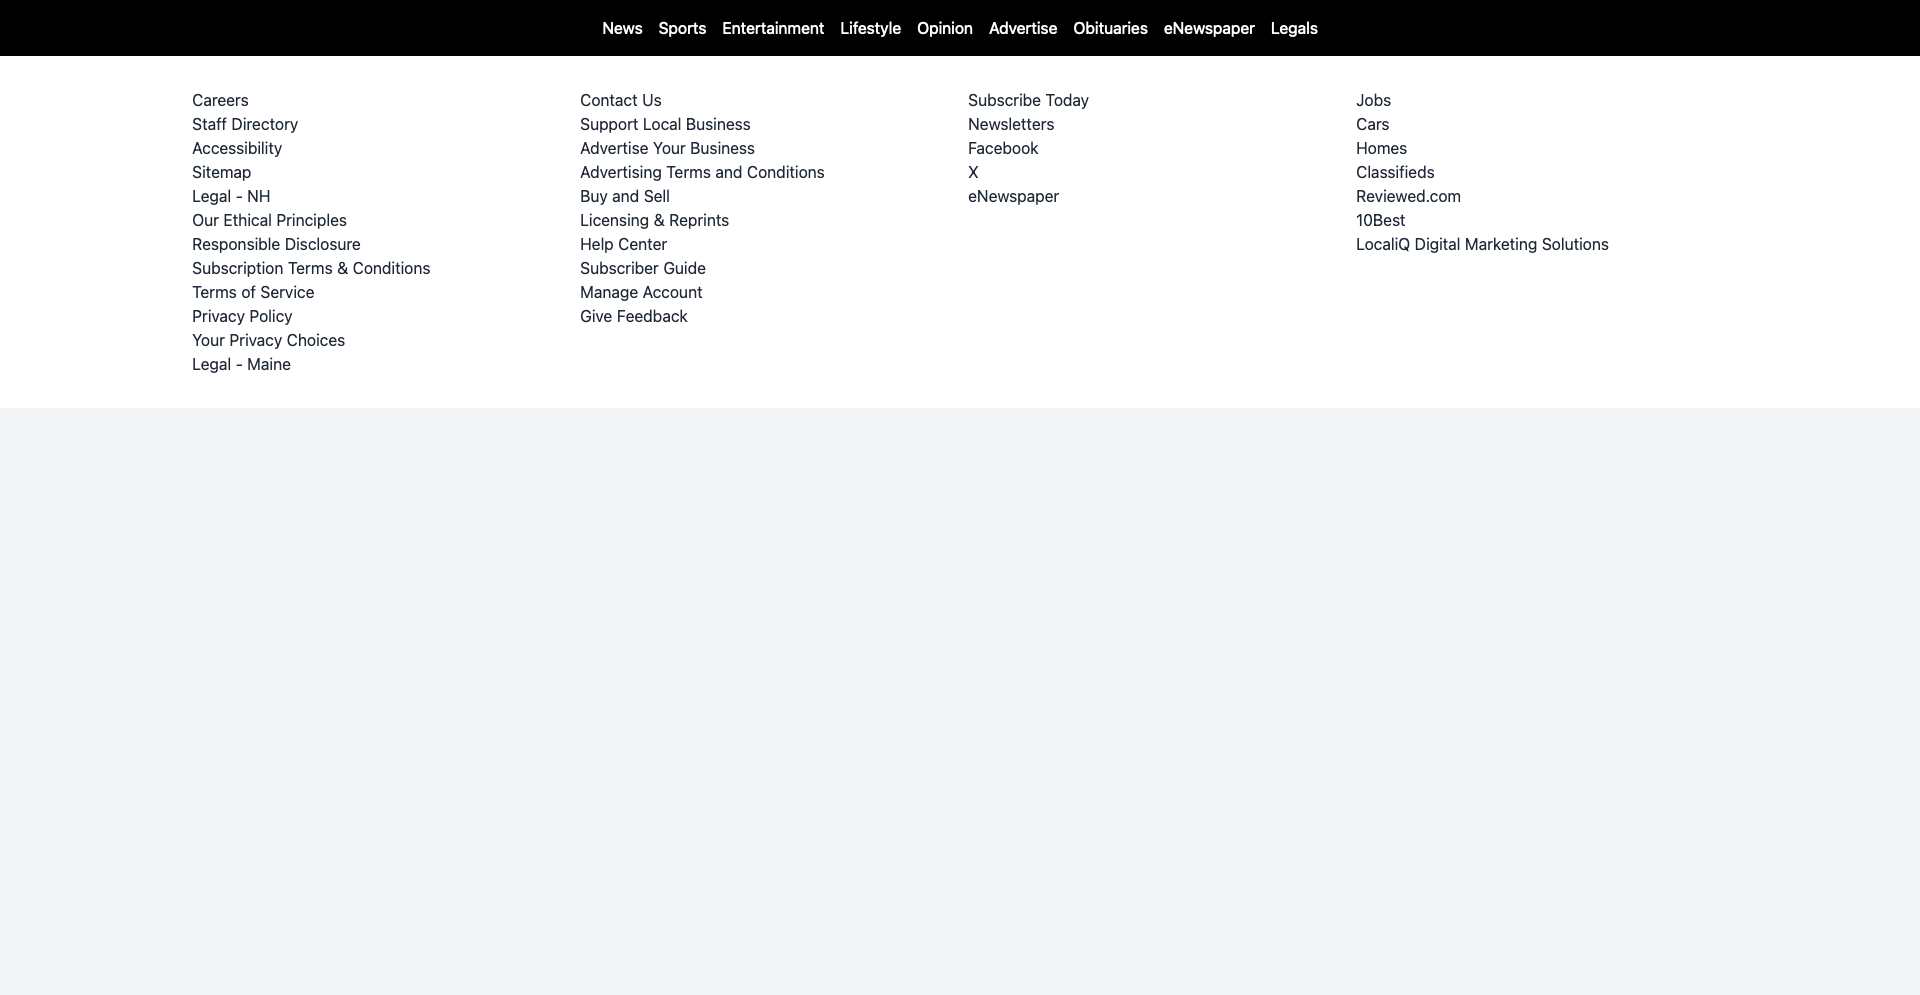 News Sports Entertainment Lifestyle Opinion Advertise Obituaries eNewspaper Legals
Careers
Staff Directory
Accessibility
Sitemap
Legal - NH
Our Ethical Principles
Responsible Disclosure
Subscription Terms & Conditions
Terms of Service
Privacy Policy
Your Privacy Choices
Legal - Maine
Contact Us
Support Local Business
Advertise Your Business
Advertising Terms and Conditions
Buy and Sell
Licensing & Reprints
Help Center
Subscriber Guide
Manage Account
Give Feedback
Subscribe Today
Newsletters
Facebook
X
eNewspaper
Jobs
Cars
Homes
Classifieds
Reviewed.com
10Best
LocaliQ Digital Marketing Solutions